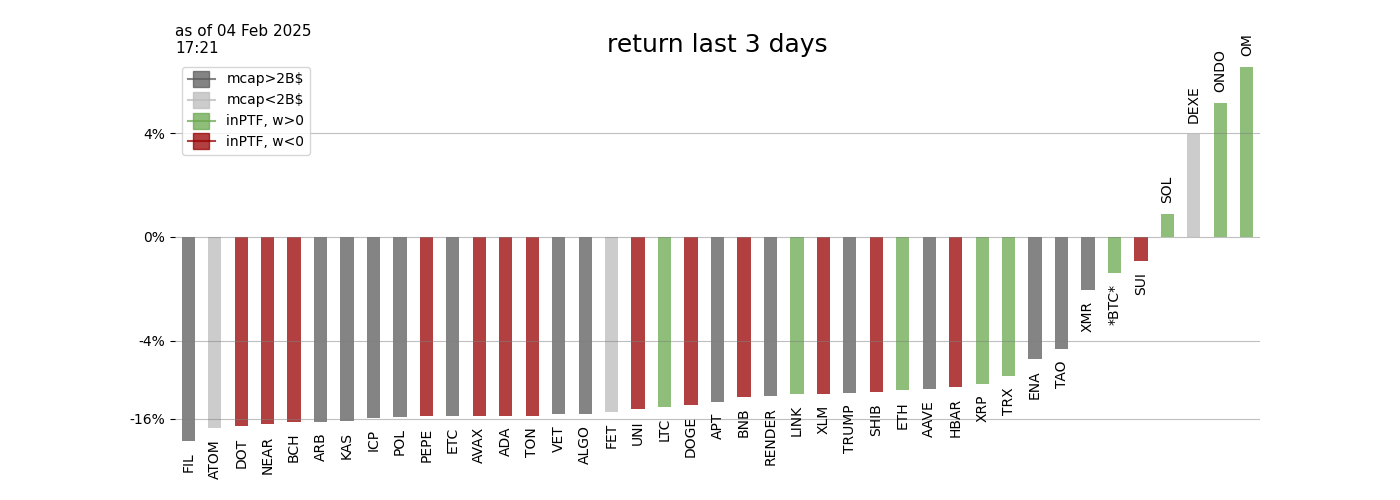 as of 04 Feb 2025
17:21
return last 3 days
mcap>2B$
mcap<2B$
inPTF, w>0
inPTF, w<0
4%
0%
-4%
-16%
FIL
ATOM
DOT
NEAR
BCH
ARB
KAS
ICP
POL
PEPE
ETC
AVAX
ADA
TON
VET
ALGO
FET
UNI
LTC
DOGE
APT
BNB
RENDER
LINK
XLM
TRUMP
SHIB
ETH
AAVE
HBAR
XRP
TRX
ENA
TAO
XMR
*BTC*
SUI
SOL
DEXE
ONDO
OM